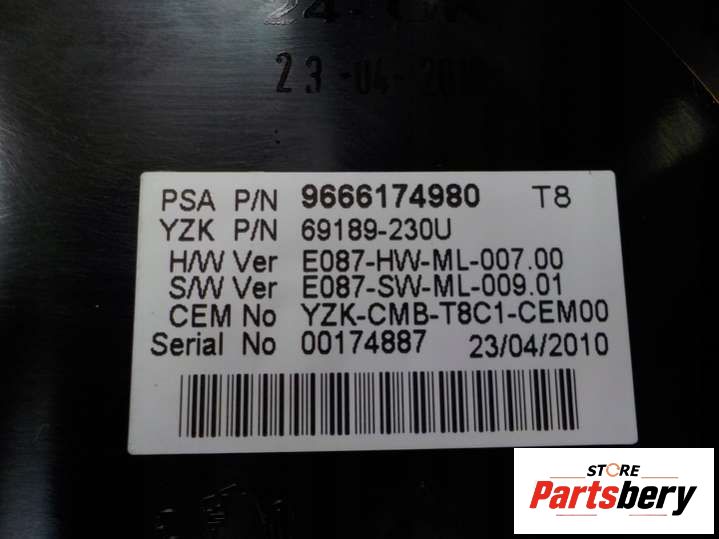 23-04-20
PSA P/N 9666174980 T8
YZK P/N 69189-230U
H/W Ver E087-HW-ML-007.00
S/W Ver E087-SW-ML-009.01
CEM No YZK-CMB-T8C1-CEM00
Serial No 00174887 23/04/2010
STORE
Partsbery